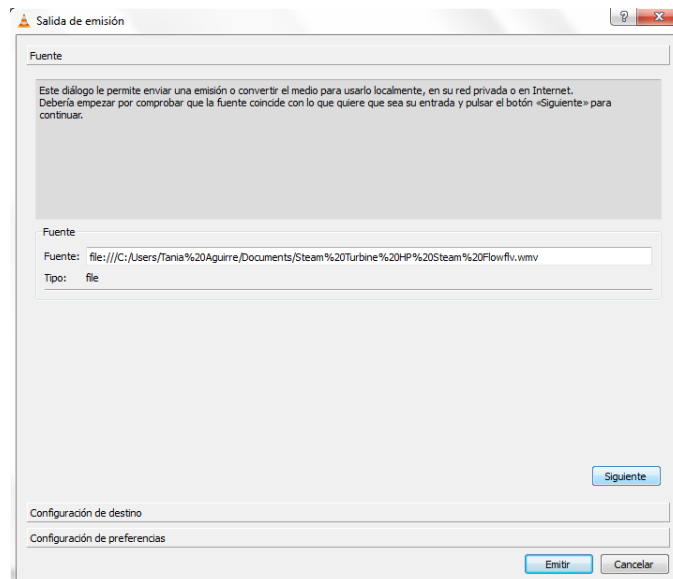 Salida de emisión
Fuente
Este diálogo le permite enviar una emisión o convertir el medio para usarlo localmente, en su red privada o en Internet.
Debería empezar por comprobar que la fuente coincide con lo que quiere que sea su entrada y pulsar el botón «Siguiente» para
continuar.
Fuente
Fuente: file:///C:/Users/Tania%20Aguirre/Documents/Steam%20Turbine%20HP%20Steam%20Flowflv.wmv
Tipo: file
Siguiente
Configuración de destino
Configuración de preferencias
Emitir Cancelar